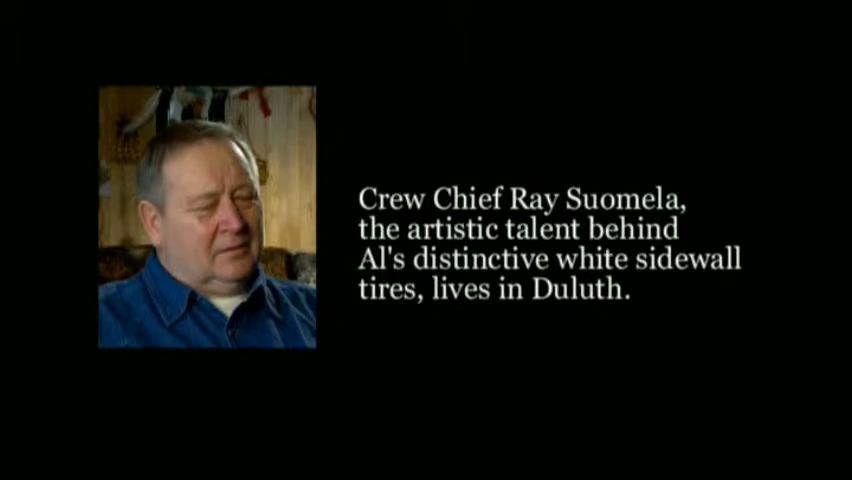 Crew Chief Ray Suomela,
the artistic talent behind
Al's distinctive white sidewall
tires, lives in Duluth.